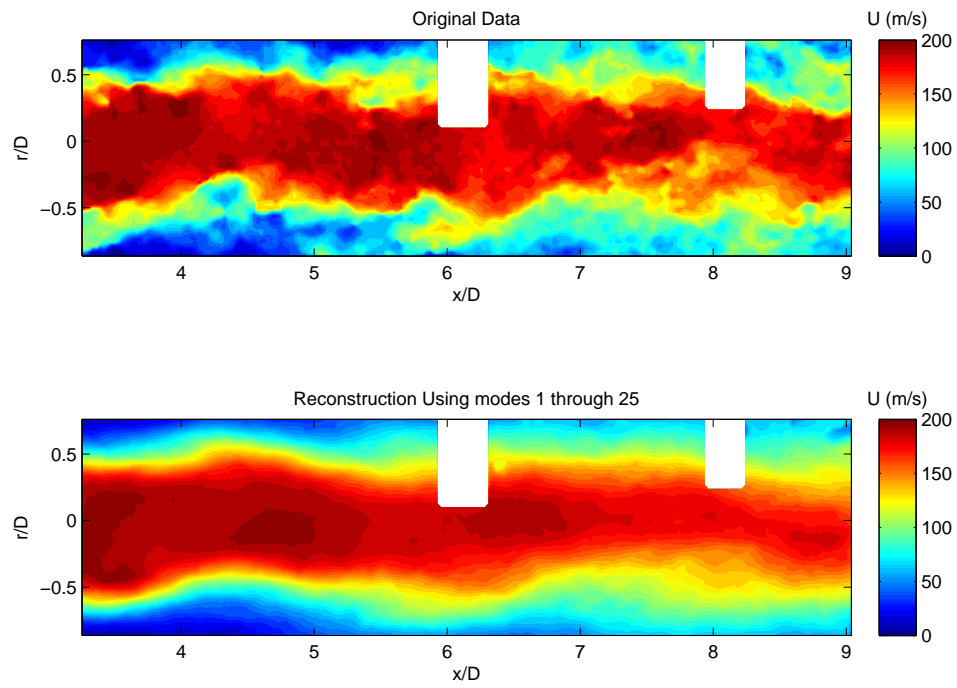 Original Data
U (m/s)
0.5
0
−0.5
r/D
4 5 6 7 8 9
x/D
200
150
100
50
0
Reconstruction Using modes 1 through 25
U (m/s)
0.5
0
−0.5
r/D
4 5 6 7 8 9
x/D
200
150
100
50
0